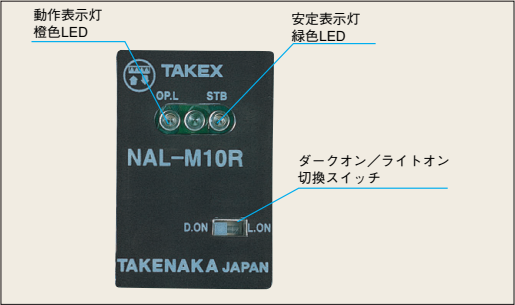 動作表示灯
橙色LED
安定表示灯
緑色LED
TAKEX
OP.L STB
NAL-M10R
ダークオン／ライトオン
切換スイッチ
D.ON L.ON
TAKENAKA JAPAN